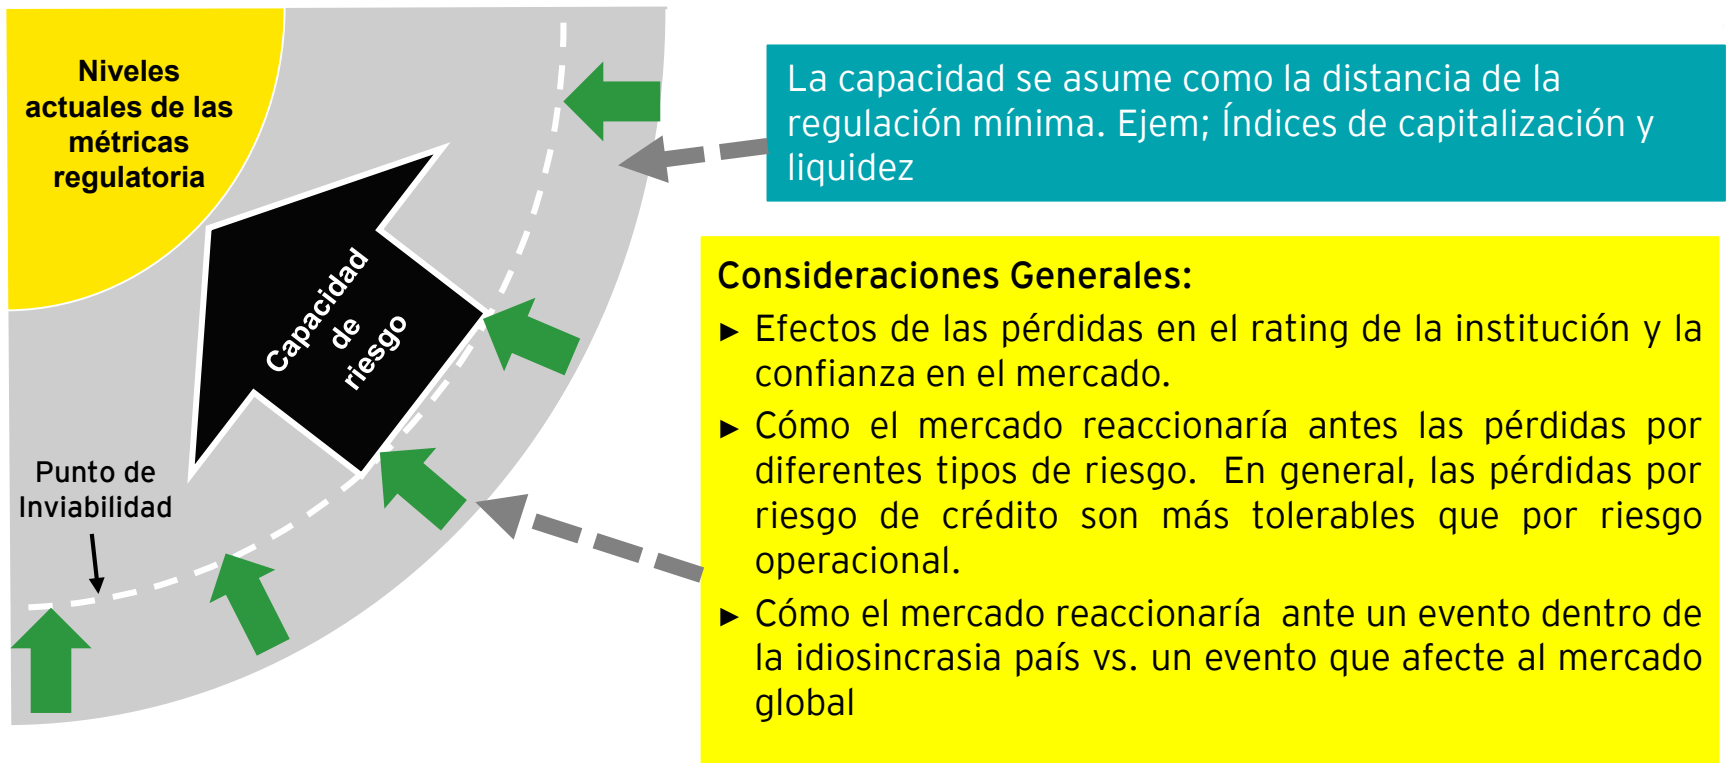 Niveles
actuales de las
métricas
regulatoria
Capacidad
de
riesgo
Punto de
Inviabilidad
La capacidad se asume como la distancia de la
regulación mínima. Ejem; Índices de capitalización y
liquidez
Consideraciones Generales:
► Efectos de las pérdidas en el rating de la institución y la
confianza en el mercado.
► Cómo el mercado reaccionaría antes las pérdidas por
diferentes tipos de riesgo. En general, las pérdidas por
riesgo de crédito son más tolerables que por riesgo
operacional.
► Cómo el mercado reaccionaría ante un evento dentro de
la idiosincrasia país vs. un evento que afecte al mercado
global